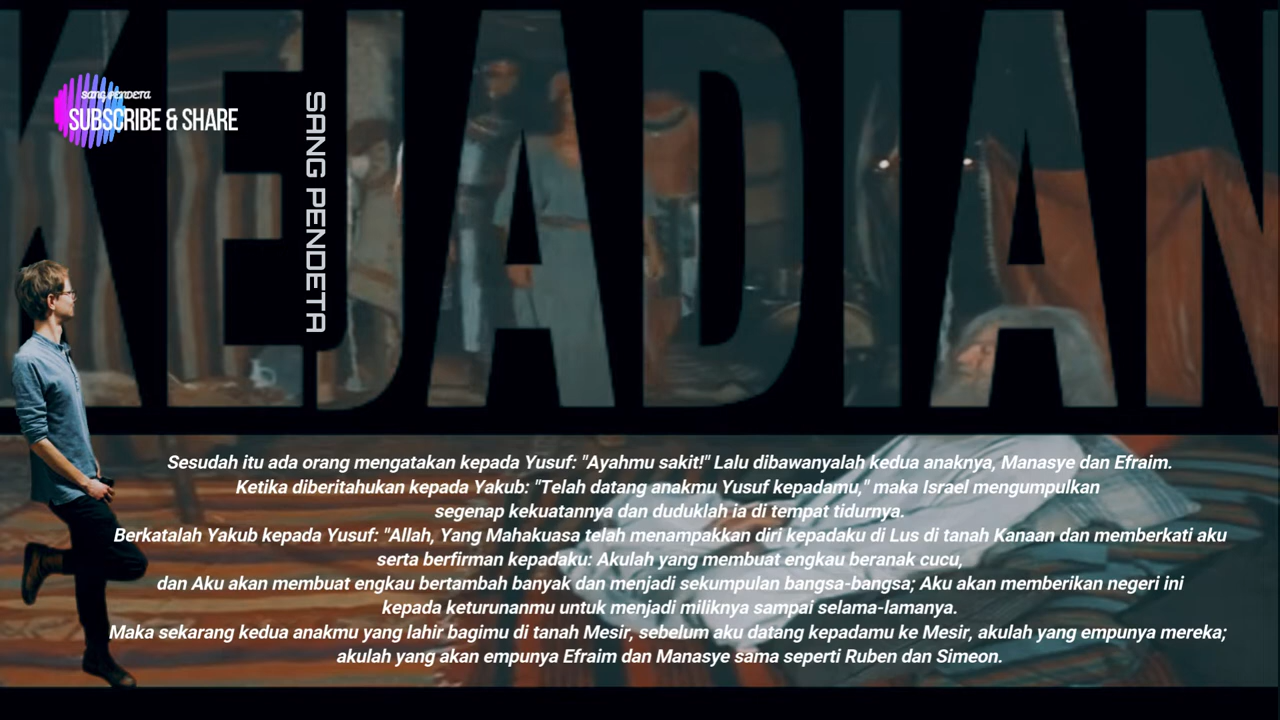 KEJADIAN
sang pendeta
SUBSCRIBE & SHARE
SANG PENDETA
Sesudah itu ada orang mengatakan kepada Yusuf: "Ayahmu sakit!" Lalu dibawanyalah kedua anaknya, Manasye dan Efraim.
Ketika diberitahukan kepada Yakub: "Telah datang anakmu Yusuf kepadamu," maka Israel mengumpulkan
segenap kekuatannya dan duduklah ia di tempat tidurnya.
Berkatalah Yakub kepada Yusuf: "Allah, Yang Mahakuasa telah menampakkan diri kepadaku di Lus di tanah Kanaan dan memberkati aku
serta berfirman kepadaku: Akulah yang membuat engkau beranak cucu,
dan Aku akan membuat engkau bertambah banyak dan menjadi sekumpulan bangsa-bangsa; Aku akan memberikan negeri ini
kepada keturunanmu untuk menjadi miliknya sampai selama-lamanya.
Maka sekarang kedua anakmu yang lahir bagimu di tanah Mesir, sebelum aku datang kepadamu ke Mesir, akulah yang empunya mereka;
akulah yang akan empunya Efraim dan Manasye sama seperti Ruben dan Simeon.